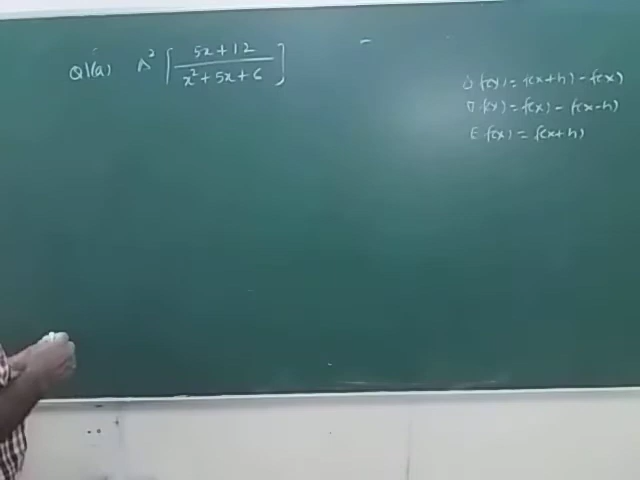 Q1(a) Δ² [ (5x+12) / (x²+5x+6) ]
Δ f(x) = f(x+h) - f(x)
∇ f(x) = f(x) - f(x-h)
E f(x) = f(x+h)